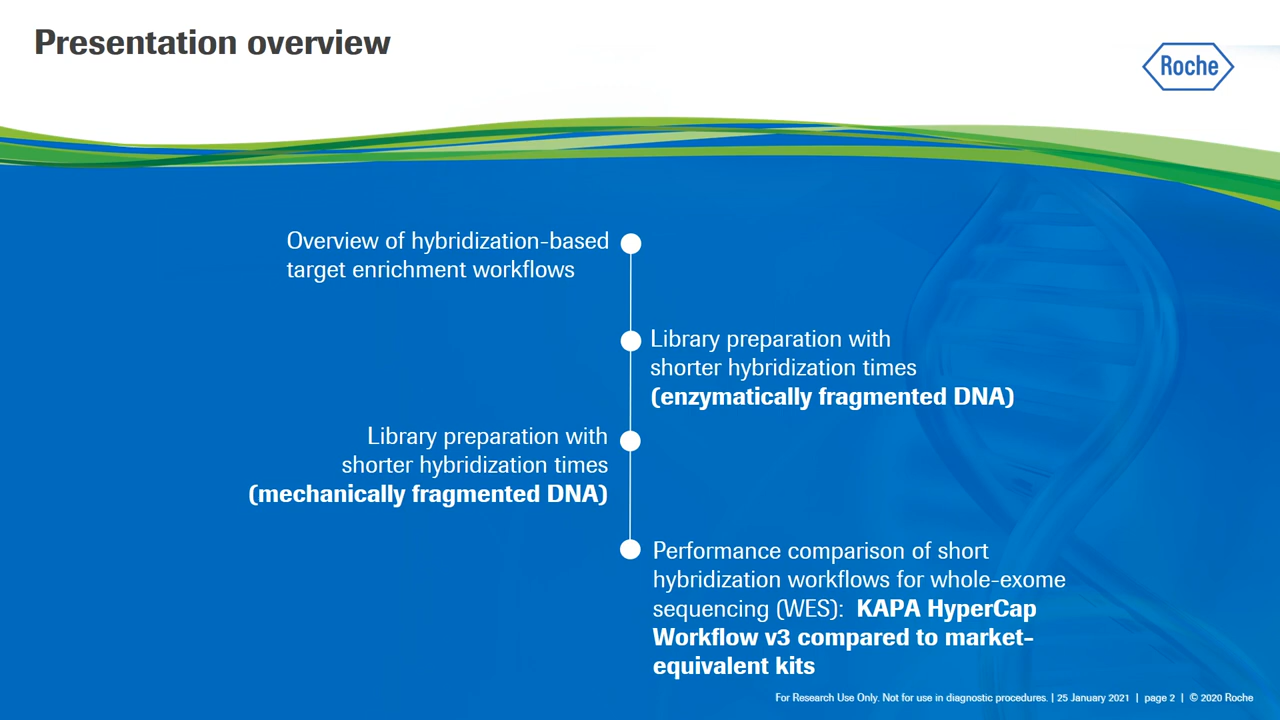 Presentation overview
Roche
Overview of hybridization-based
target enrichment workflows
Library preparation with
shorter hybridization times
(enzymatically fragmented DNA)
Library preparation with
shorter hybridization times
(mechanically fragmented DNA)
Performance comparison of short
hybridization workflows for whole-exome
sequencing (WES):  KAPA HyperCap
Workflow v3 compared to market-
equivalent kits
For Research Use Only. Not for use in diagnostic procedures. | 25 January 2021 | page 2 | © 2020 Roche